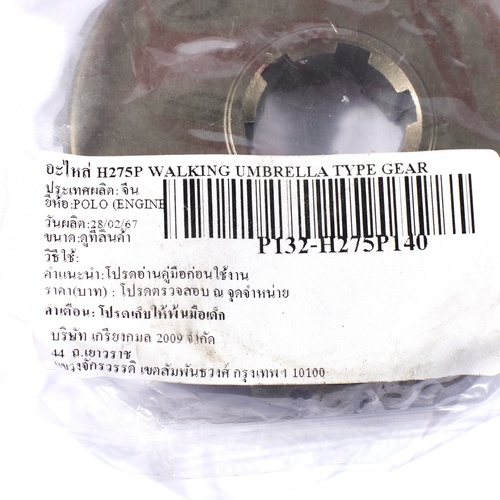 อะไหล่ H275P WALKING UMBRELLA TYPE GEAR
ประเทศผลิต: จีน
ยี่ห้อ:POLO (ENGINE
วันผลิต:28/02/67
ขนาด:ดูที่สินค้า
P132-H275P140
วิธีใช้:
คำแนะนำ:โปรดอ่านคู่มือก่อนใช้งาน
ราคา(บาท) : โปรดตรวจสอบ ณ จุดจำหน่าย
คำเตือน: โปรดเก็บให้พ้นมือเด็ก
บริษัท เกรียงกมล 2009 จำกัด
44 ถ.เยาวราช
แขวงจักรวรรดิ เขตสัมพันธวงศ์ กรุงเทพฯ 10100